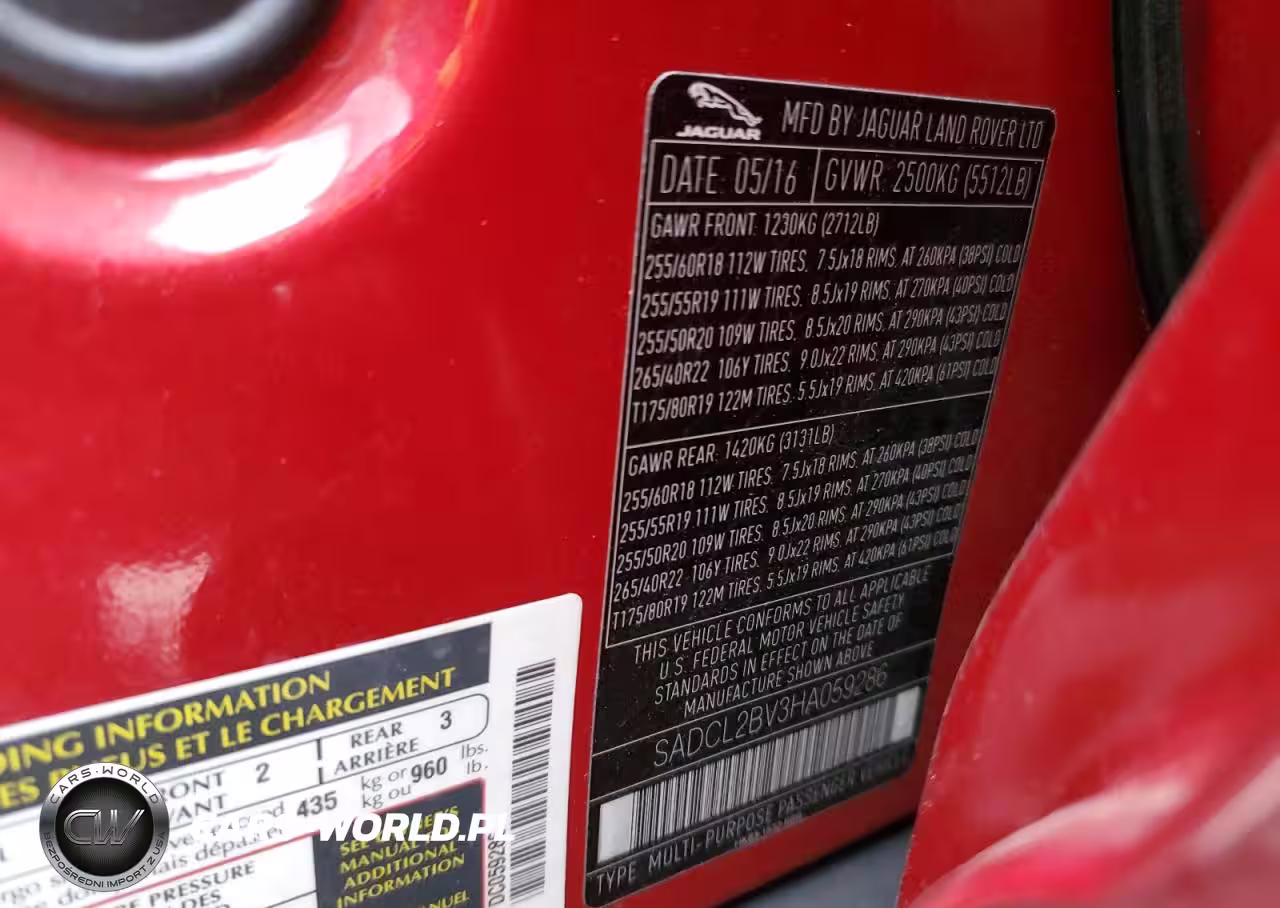 JAGUAR
MFD BY JAGUAR LAND ROVER LTD
DATE: 05/16
GVWR: 2500KG (5512LB)
GAWR FRONT: 1230KG (2712LB)
255/60R18 112W TIRES, 7.5Jx18 RIMS, AT 260KPA (38PSI) COLD
255/55R19 111W TIRES, 8.5Jx19 RIMS, AT 270KPA (40PSI) COLD
255/50R20 109W TIRES, 8.5Jx20 RIMS, AT 290KPA (43PSI) COLD
265/40R22 106Y TIRES, 9.0Jx22 RIMS, AT 290KPA (43PSI) COLD
T175/80R19 122M TIRES, 5.5Jx19 RIMS, AT 420KPA (61PSI) COLD
GAWR REAR: 1420KG (3131LB)
255/60R18 112W TIRES, 7.5Jx18 RIMS, AT 260KPA (38PSI) COLD
255/55R19 111W TIRES, 8.5Jx19 RIMS, AT 270KPA (40PSI) COLD
255/50R20 109W TIRES, 8.5Jx20 RIMS, AT 290KPA (43PSI) COLD
265/40R22 106Y TIRES, 9.0Jx22 RIMS, AT 290KPA (43PSI) COLD
T175/80R19 122M TIRES, 5.5Jx19 RIMS, AT 420KPA (61PSI) COLD
THIS VEHICLE CONFORMS TO ALL APPLICABLE
U.S. FEDERAL MOTOR VEHICLE SAFETY
STANDARDS IN EFFECT ON THE DATE OF
MANUFACTURE SHOWN ABOVE
SADCL2BV3HA059286
TYPE MULTI-PURPOSE PASSENGER VEHICLE
DING INFORMATION
ES ET LE CHARGEMENT
RONT 2
VANT
REAR 3
ARRIÈRE
435 kg or 960 lbs.
kg ou lb.
PRESSURE
DES
MANUAL
ADDITIONAL
INFORMATION
CARS-WORLD
CW
BEZPOŚREDNI IMPORT Z USA
CARS-WORLD.PL